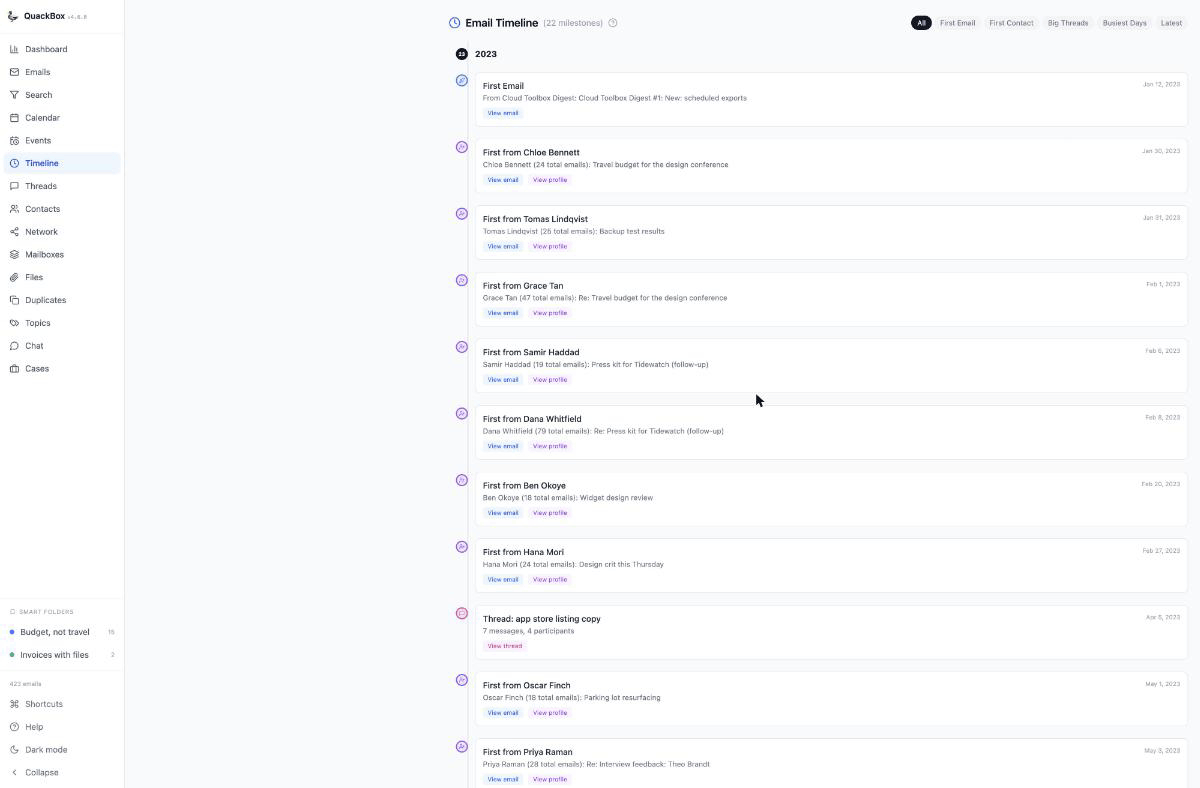 QuackBox v4.6.0
Dashboard
Emails
Search
Calendar
Events
Timeline
Threads
Contacts
Network
Mailboxes
Files
Duplicates
Topics
Chat
Cases
SMART FOLDERS
Budget, not travel 15
Invoices with files 2
423 emails
Shortcuts
Help
Dark mode
Collapse
Email Timeline (22 milestones)
All First Email First Contact Big Threads Busiest Days Latest
23 2023
First Email Jan 12, 2023
From Cloud Toolbox Digest: Cloud Toolbox Digest #1: New: scheduled exports
View email
First from Chloe Bennett Jan 30, 2023
Chloe Bennett (24 total emails): Travel budget for the design conference
View email View profile
First from Tomas Lindqvist Jan 31, 2023
Tomas Lindqvist (25 total emails): Backup test results
View email View profile
First from Grace Tan Feb 1, 2023
Grace Tan (47 total emails): Re: Travel budget for the design conference
View email View profile
First from Samir Haddad Feb 6, 2023
Samir Haddad (19 total emails): Press kit for Tidewatch (follow-up)
View email View profile
First from Dana Whitfield Feb 8, 2023
Dana Whitfield (79 total emails): Re: Press kit for Tidewatch (follow-up)
View email View profile
First from Ben Okoye Feb 20, 2023
Ben Okoye (18 total emails): Widget design review
View email View profile
First from Hana Mori Feb 27, 2023
Hana Mori (24 total emails): Design crit this Thursday
View email View profile
Thread: app store listing copy Apr 5, 2023
7 messages, 4 participants
View thread
First from Oscar Finch May 1, 2023
Oscar Finch (18 total emails): Parking lot resurfacing
View email View profile
First from Priya Raman May 3, 2023
Priya Raman (28 total emails): Re: Interview feedback: Theo Brandt
View email View profile